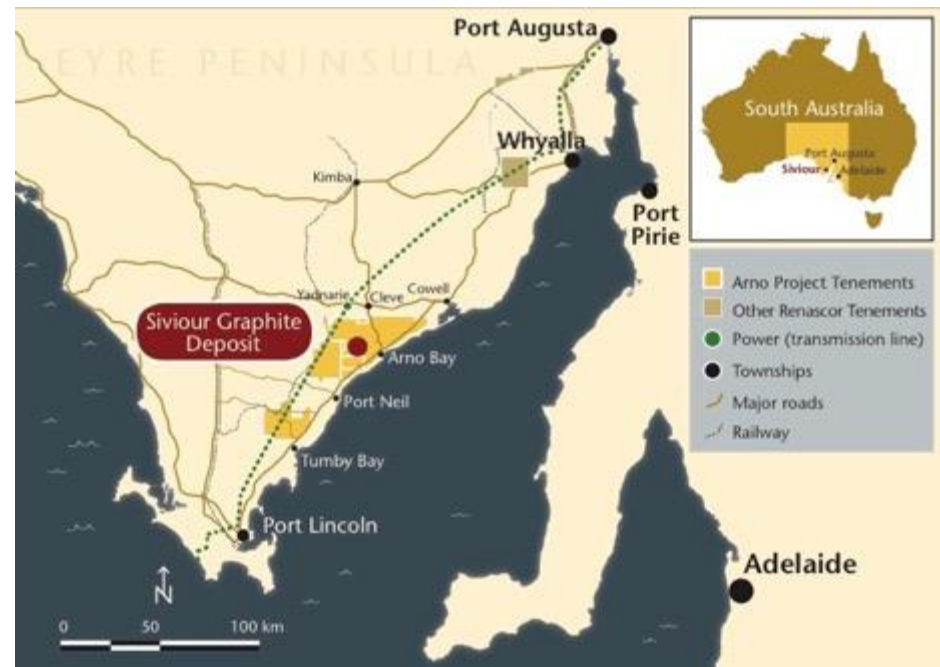 EYRE PENINSULA
Port Augusta
Whyalla
Kimba
Port
Pirie
Yadnarie
Cleve
Cowell
Siviour Graphite
Deposit
Arno Bay
Port Neil
Tumby Bay
Port Lincoln
Adelaide
N
0 50 100 km
South Australia
Port Augusta
Siviour
Adelaide
Arno Project Tenements
Other Renascor Tenements
Power (transmission line)
Townships
Major roads
Railway